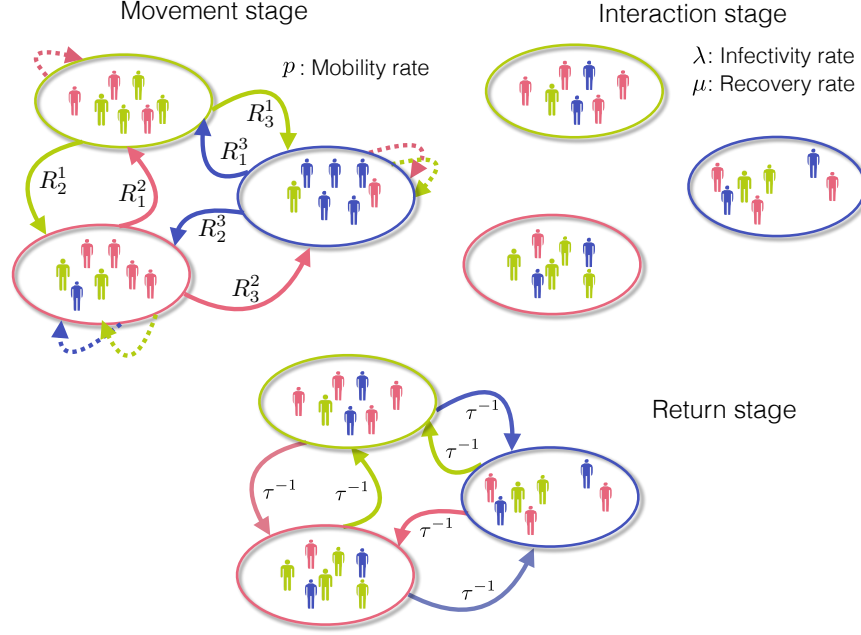 Movement stage
Interaction stage
p : Mobility rate
λ: Infectivity rate
μ: Recovery rate
R_3^1
R_1^3
R_2^1
R_1^2
R_2^3
R_3^2
Return stage
τ⁻¹
τ⁻¹
τ⁻¹
τ⁻¹
τ⁻¹
τ⁻¹